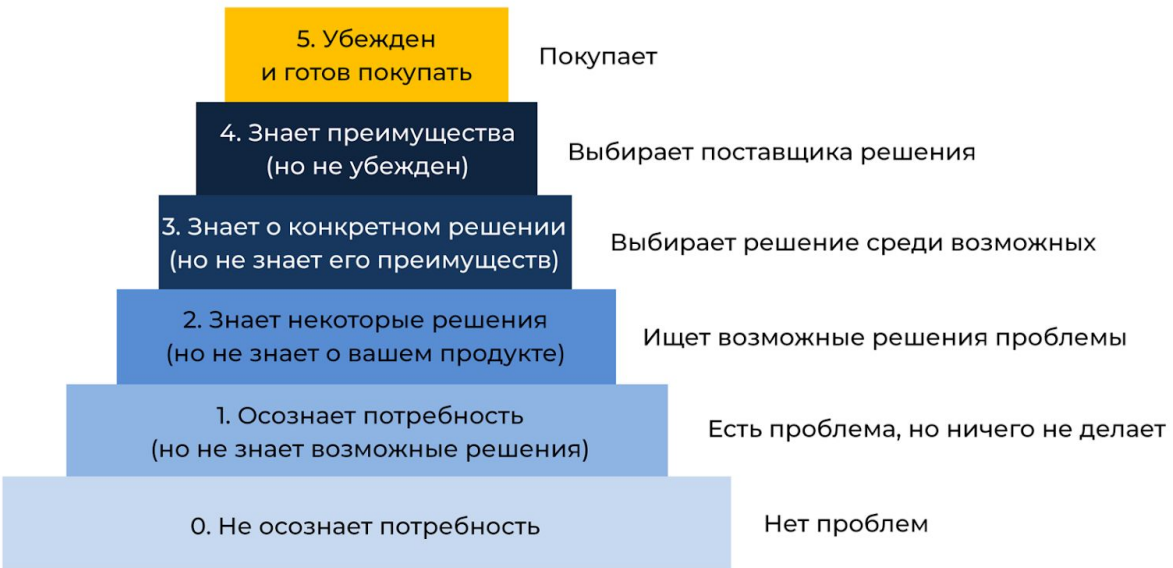 5. Убежден
и готов покупать
Покупает
4. Знает преимущества
(но не убежден)
Выбирает поставщика решения
3. Знает о конкретном решении
(но не знает его преимуществ)
Выбирает решение среди возможных
2. Знает некоторые решения
(но не знает о вашем продукте)
Ищет возможные решения проблемы
1. Осознает потребность
(но не знает возможные решения)
Есть проблема, но ничего не делает
0. Не осознает потребность
Нет проблем